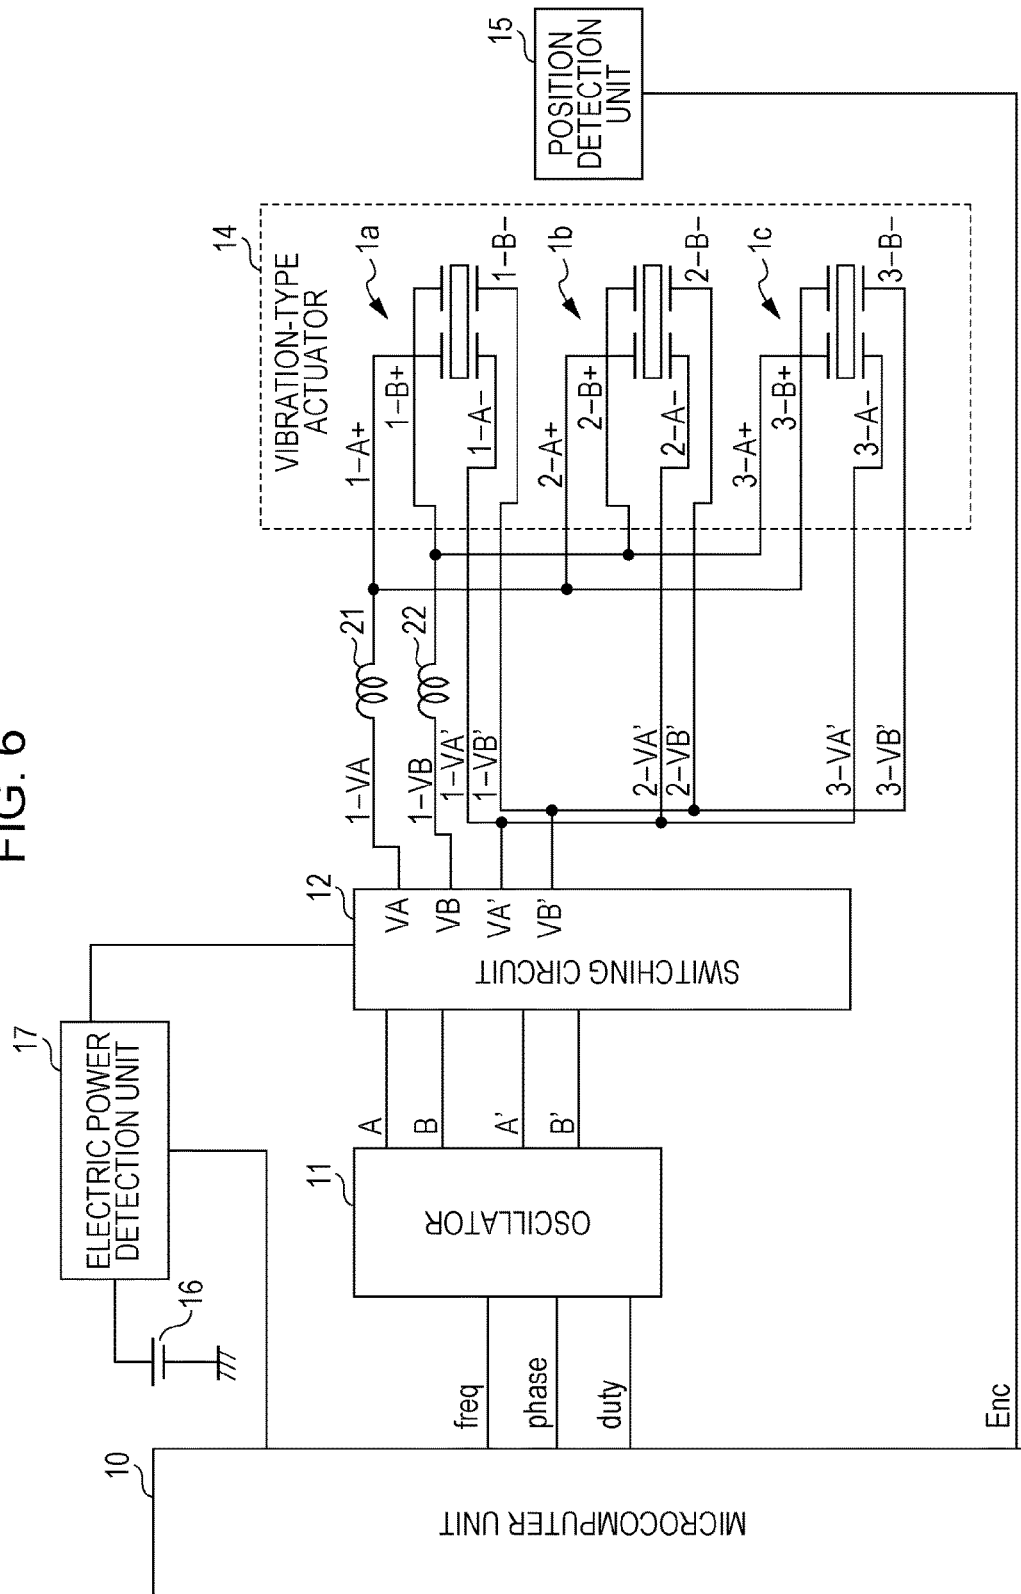 FIG. 6
10
MICROCOMPUTER UNIT
freq
phase
duty
Enc
16
17
ELECTRIC POWER
DETECTION UNIT
11
OSCILLATOR
A
B
A'
B'
12
SWITCHING CIRCUIT
VA
VB
VA'
VB'
1–VA
1–VB
1–VA'
1–VB'
2–VA'
2–VB'
3–VA'
3–VB'
21
22
14
VIBRATION-TYPE
ACTUATOR
1–A+
1–B+
1–A–
1–B–
1a
2–A+
2–B+
2–A–
2–B–
1b
3–A+
3–B+
3–A–
3–B–
1c
15
POSITION
DETECTION
UNIT